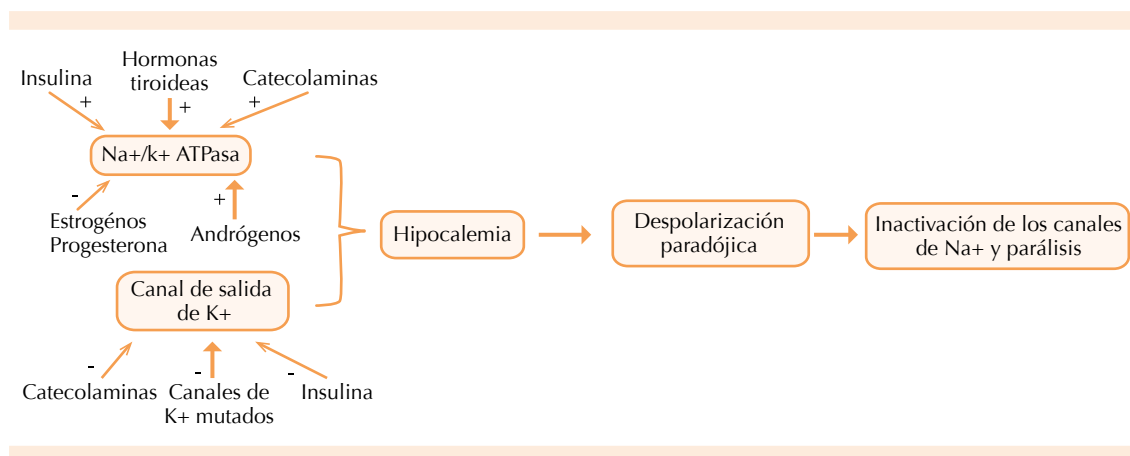 Hormonas
tiroideas
Insulina
Catecolaminas
+
+
+
Na+/k+ ATPasa
-
+
Estrogénos
Progesterona
Andrógenos
Hipocalemia
Despolarización
paradójica
Inactivación de los canales
de Na+ y parálisis
Canal de salida
de K+
-
-
-
Catecolaminas
Canales de
K+ mutados
Insulina